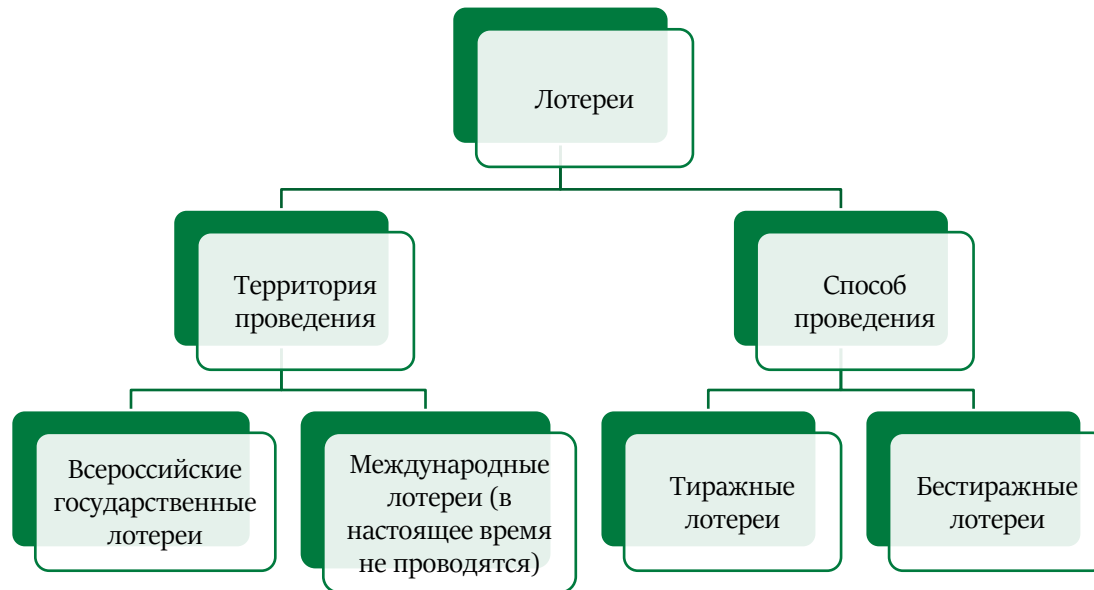 Лотереи
Территория
проведения
Способ
проведения
Всероссийские
государственные
лотереи
Международные
лотереи (в
настоящее время
не проводятся)
Тиражные
лотереи
Бестиражные
лотереи